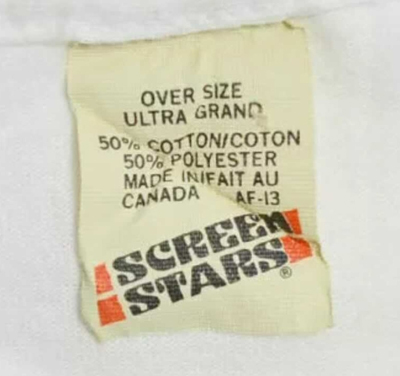 OVER SIZE
ULTRA GRAND
50% COTTON/COTON
50% POLYESTER
MADE IN/FAIT AU
CANADA AF-13
SCREEN
STARS®